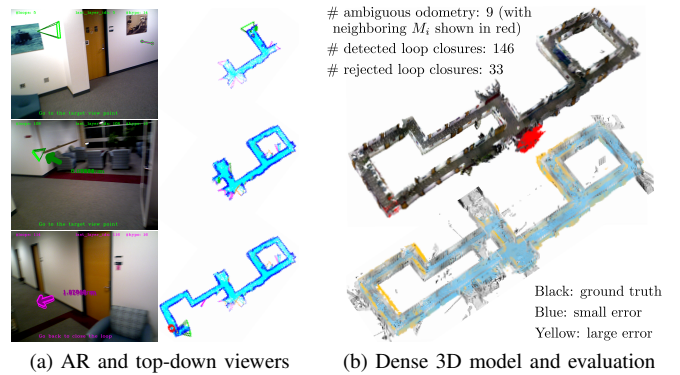 Go to the target view point
Go to the target view point
Go back to close the loop
(a) AR and top-down viewers
# ambiguous odometry: 9 (with
neighboring Mi shown in red)
# detected loop closures: 146
# rejected loop closures: 33
Black: ground truth
Blue: small error
Yellow: large error
(b) Dense 3D model and evaluation